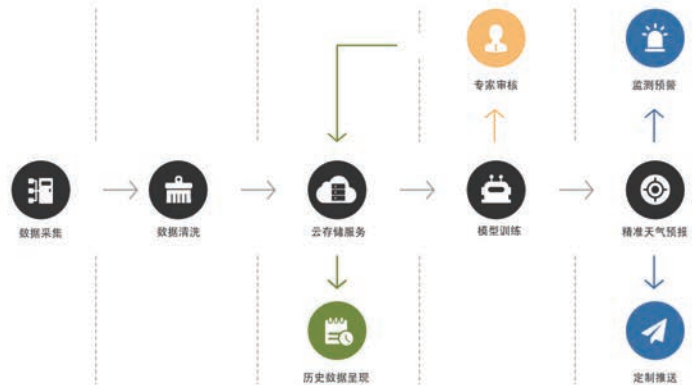 专家审核
监测预警
数据采集
数据清洗
云存储服务
模型训练
精准天气预报
历史数据呈现
定制推送